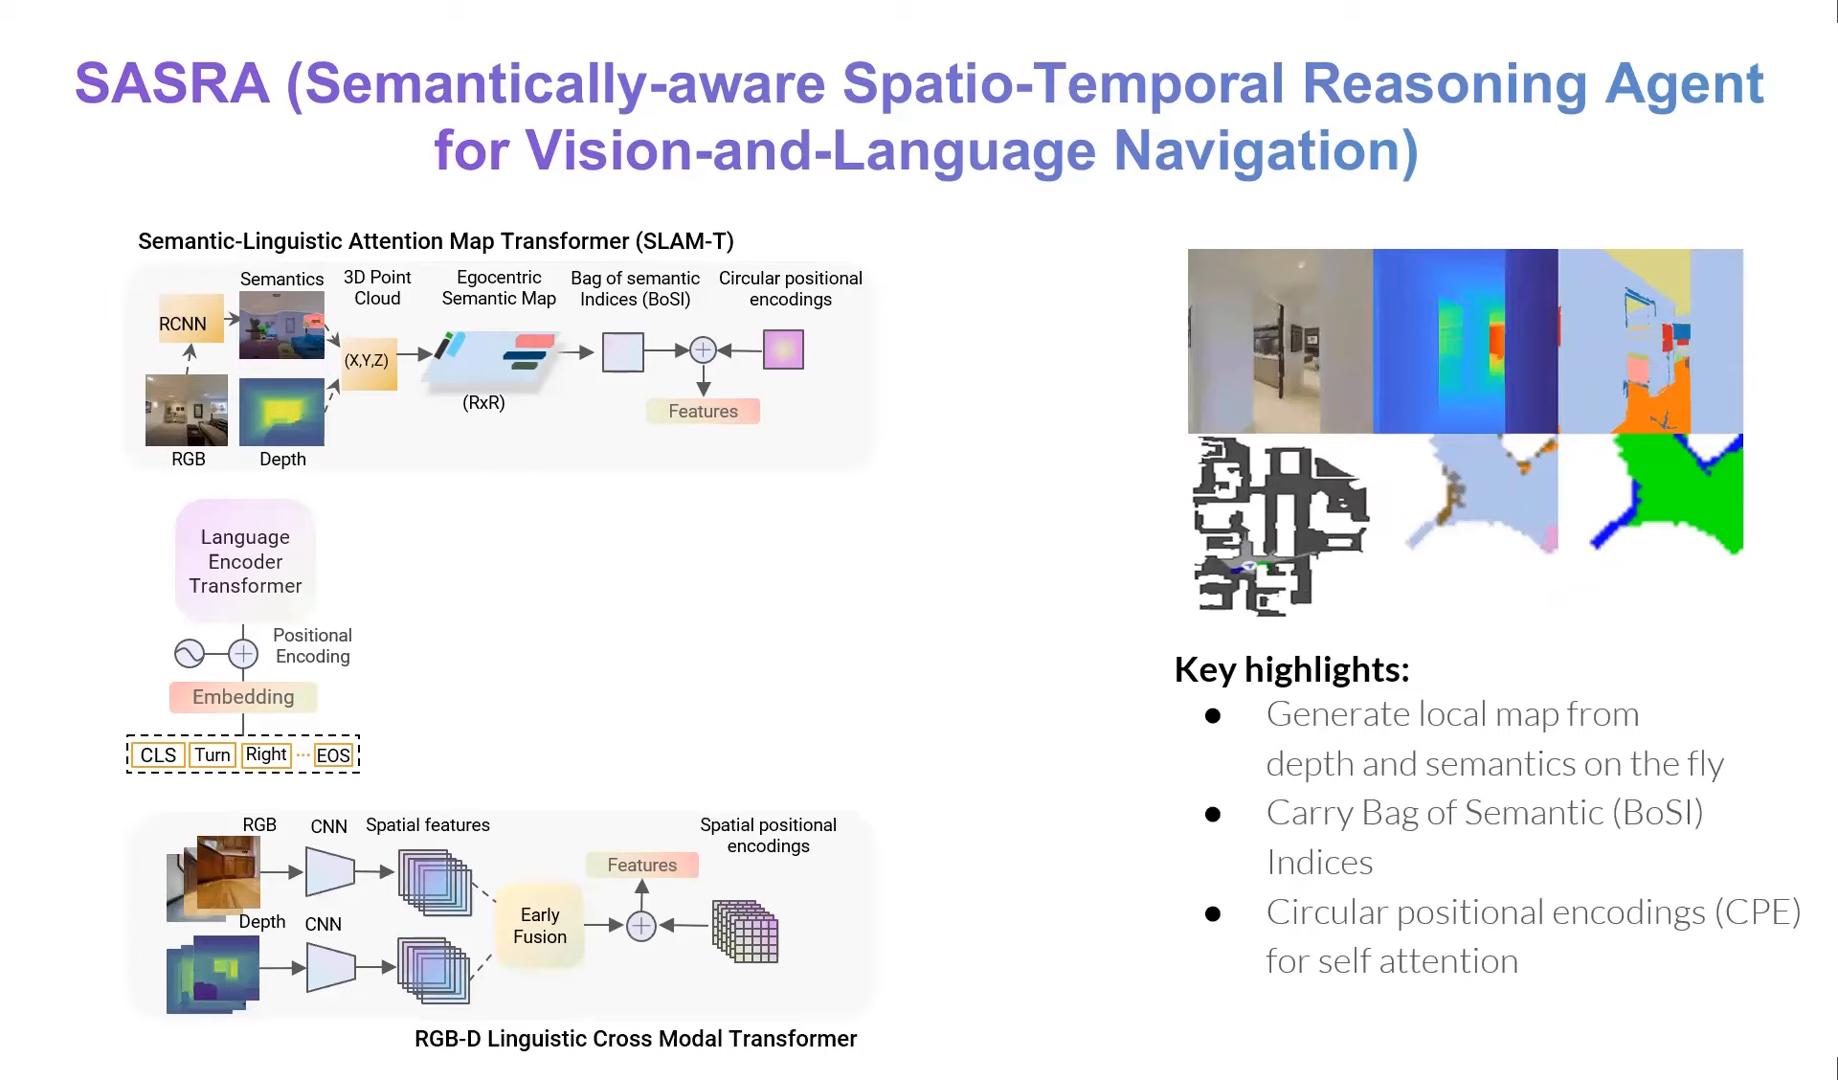 SASRA (Semantically-aware Spatio-Temporal Reasoning Agent
for Vision-and-Language Navigation)
Semantic-Linguistic Attention Map Transformer (SLAM-T)
Semantics
3D Point
Cloud
Egocentric
Semantic Map
Bag of semantic
Indices (BoSI)
Circular positional
encodings
RCNN
(X,Y,Z)
(RxR)
Features
RGB
Depth
Language
Encoder
Transformer
Positional
Encoding
Embedding
CLS Turn Right ... EOS
RGB
CNN
Spatial features
Spatial positional
encodings
Features
Depth
CNN
Early
Fusion
RGB-D Linguistic Cross Modal Transformer
Key highlights:
● Generate local map from
depth and semantics on the fly
● Carry Bag of Semantic (BoSI)
Indices
● Circular positional encodings (CPE)
for self attention